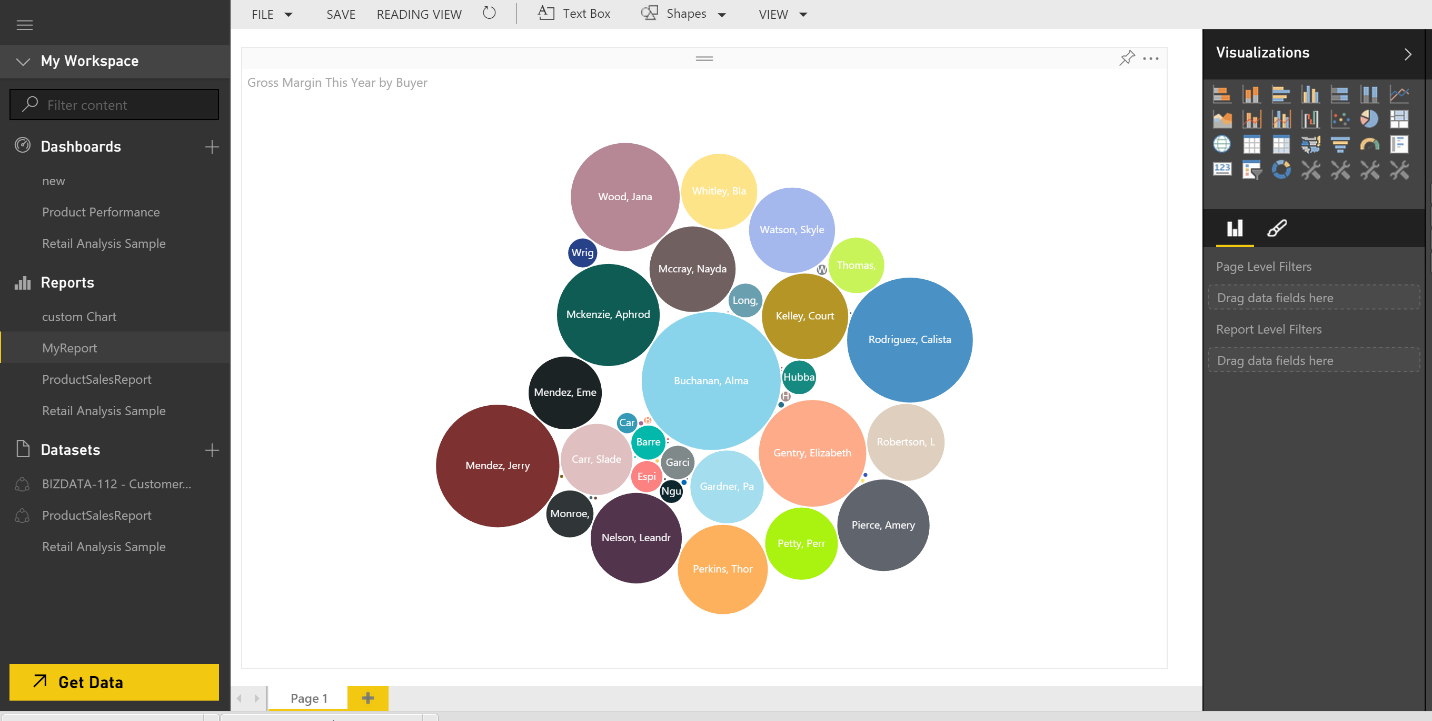 FILE SAVE READING VIEW Text Box Shapes VIEW
My Workspace
Filter content
Dashboards
new
Product Performance
Retail Analysis Sample
Reports
custom Chart
MyReport
ProductSalesReport
Retail Analysis Sample
Datasets
BIZDATA-112 - Customer...
ProductSalesReport
Retail Analysis Sample
Get Data
Gross Margin This Year by Buyer
Wood, Jana
Whitley, Bla
Watson, Skyle
Wrig
Mccray, Nayda
W
Thomas,
Long,
Mckenzie, Aphrod
Kelley, Court
Rodriguez, Calista
Buchanan, Alma
Hubba
Mendez, Eme
H
Car
Barre
Robertson, L
Gentry, Elizabeth
Carr, Slade
Garci
Mendez, Jerry
Espi
Gardner, Pa
Ngu
Monroe,
Pierce, Amery
Nelson, Leandr
Petty, Pen
Perkins, Thor
Page 1
Visualizations
123
Page Level Filters
Drag data fields here
Report Level Filters
Drag data fields here